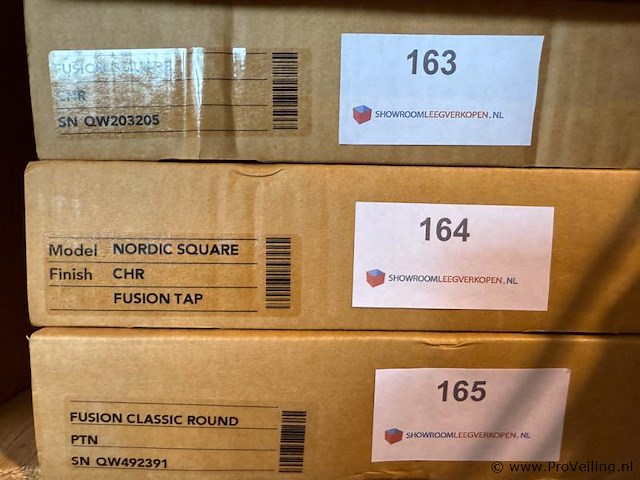 FUSION SQUARE
CHR
SN QW203205
163
SHOWROOMLEEGVERKOPEN.NL
Model NORDIC SQUARE
Finish CHR
FUSION TAP
164
SHOWROOMLEEGVERKOPEN.NL
FUSION CLASSIC ROUND
PTN
SN QW492391
165
SHOWROOMLEEGVERKOPEN.NL
© www.ProVeiling.nl